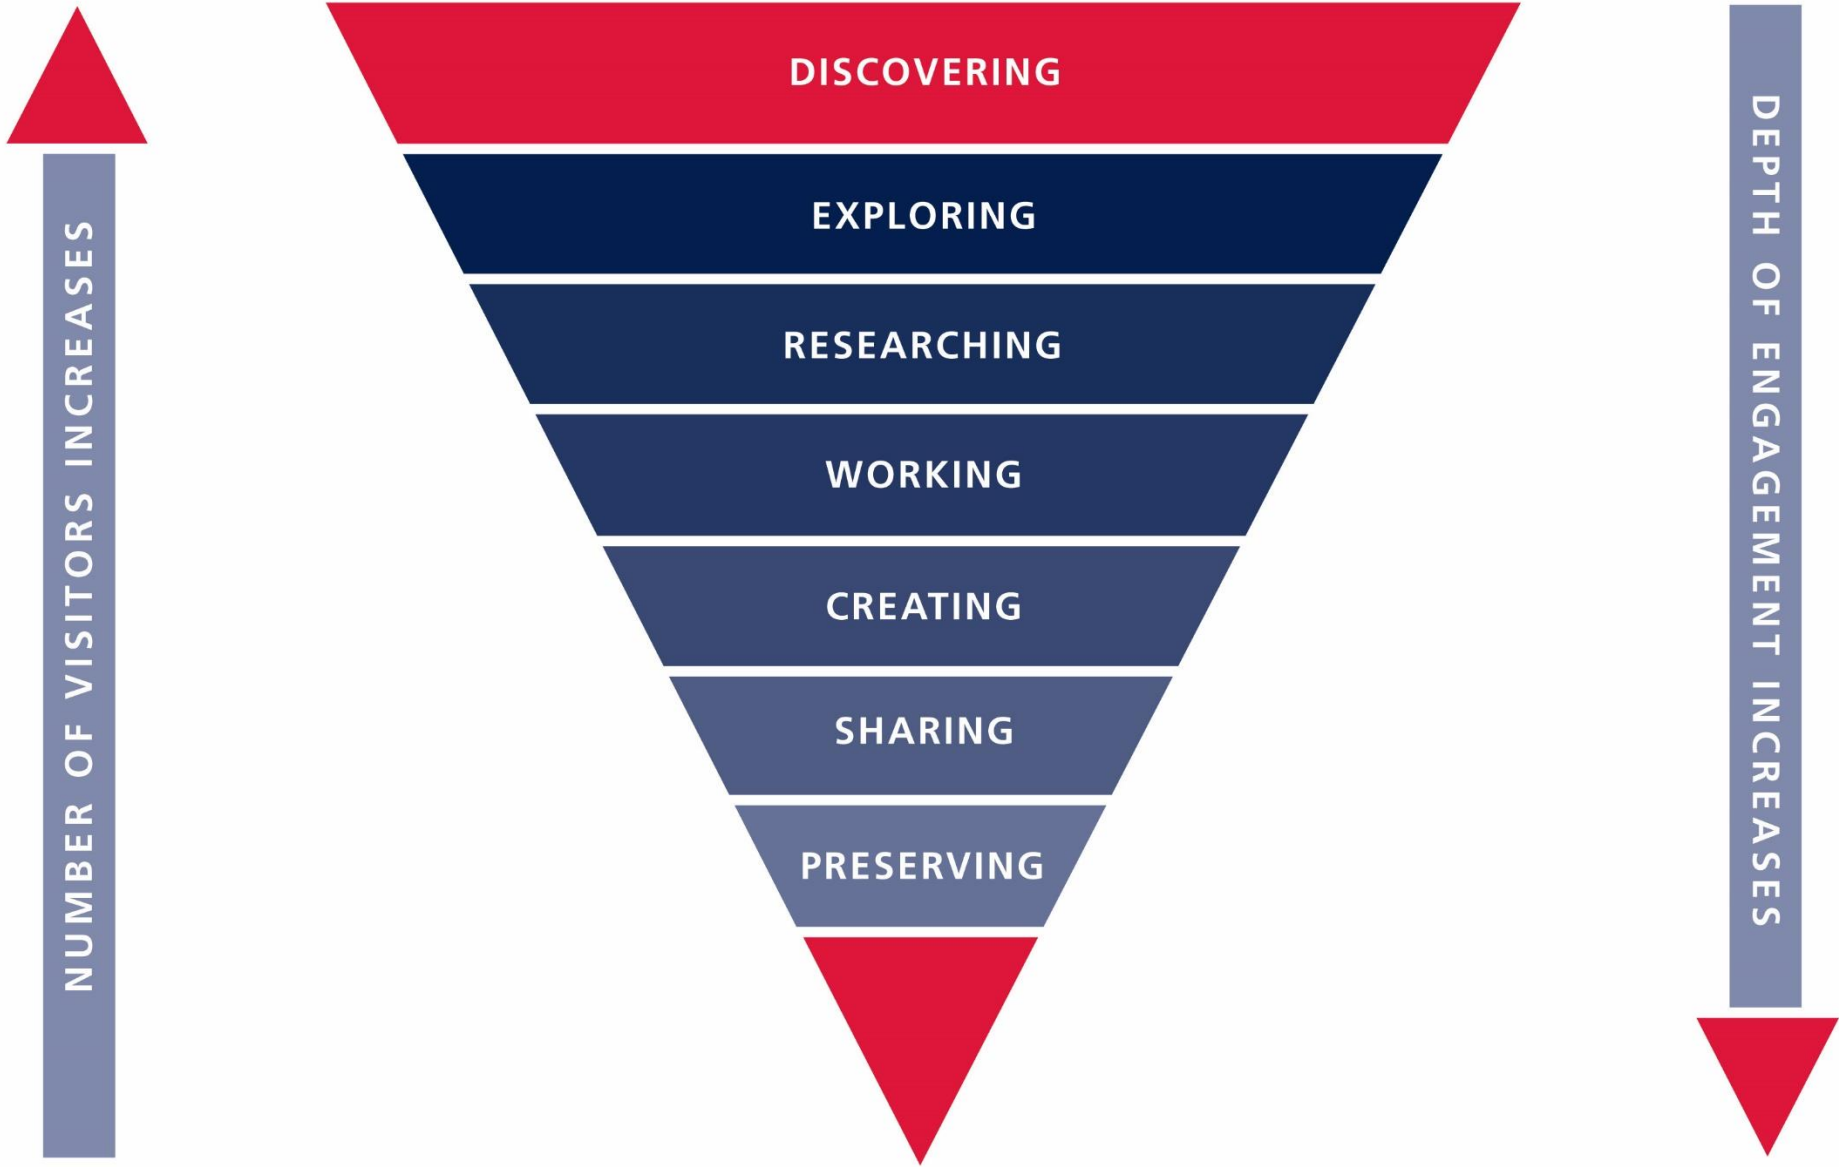 NUMBER OF VISITORS INCREASES
DISCOVERING
EXPLORING
RESEARCHING
WORKING
CREATING
SHARING
PRESERVING
DEPTH OF ENGAGEMENT INCREASES